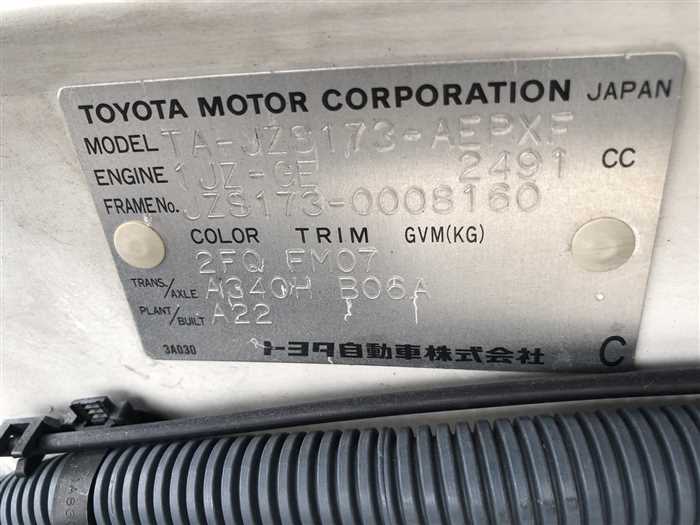 TOYOTA MOTOR CORPORATION JAPAN
MODEL TA-JZS173-AEPXF
ENGINE 1JZ-GE 2491 CC
FRAME No. JZS173-0008160
COLOR TRIM GVM(KG)
2FQ FM07
TRANS./AXLE A340H B06A
PLANT/BUILT A22
3A030 トヨタ自動車株式会社 C